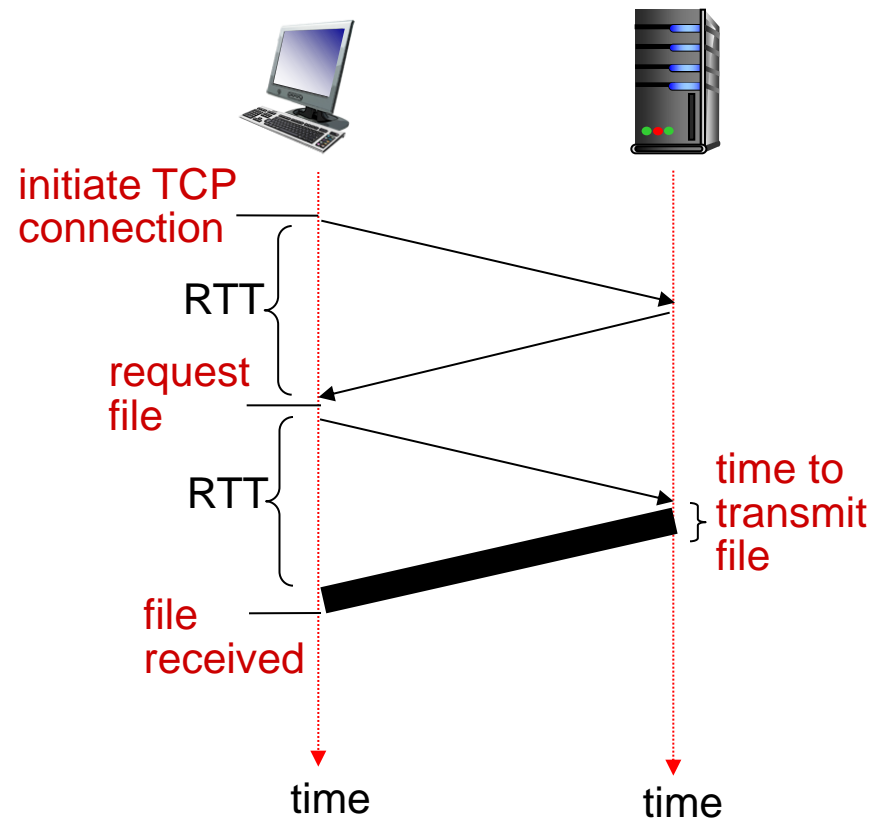 initiate TCP
connection
RTT
request
file
RTT
time to
transmit
file
file
received
time
time